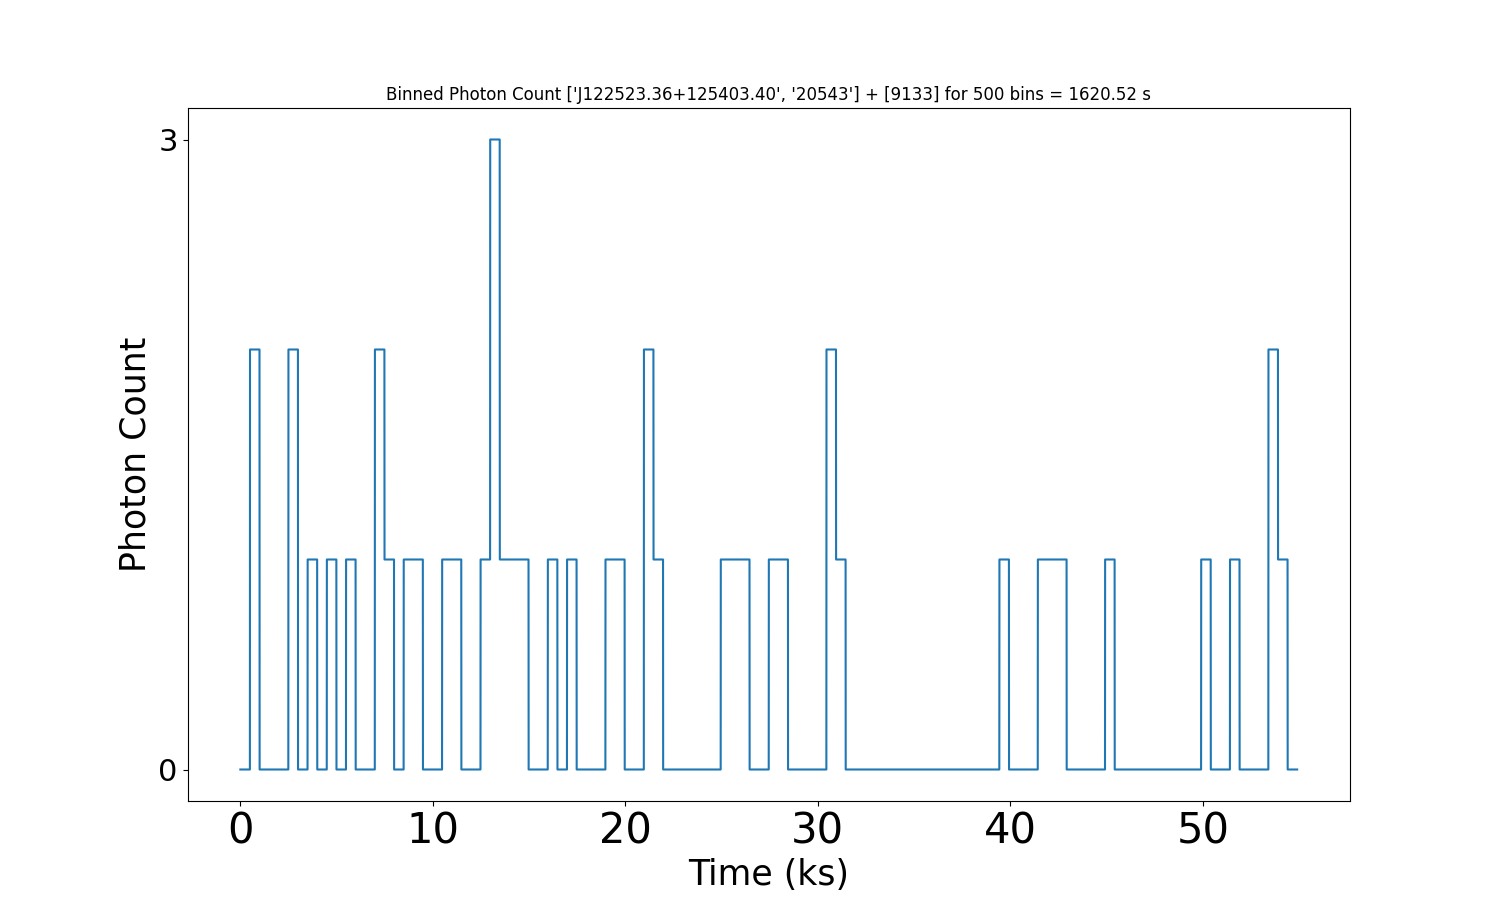 Binned Photon Count ['J122523.36+125403.40', '20543'] + [9133] for 500 bins = 1620.52 s
3
Photon Count
0
0 10 20 30 40 50
Time (ks)